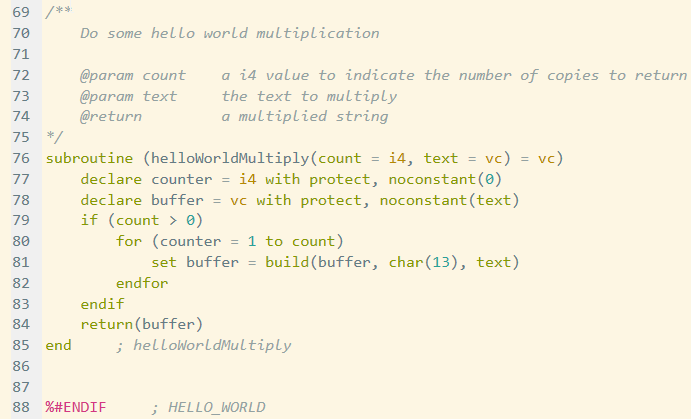 69 /**
70     Do some hello world multiplication
71
72     @param count    a i4 value to indicate the number of copies to return
73     @param text     the text to multiply
74     @return         a multiplied string
75 */
76 subroutine (helloWorldMultiply(count = i4, text = vc) = vc)
77     declare counter = i4 with protect, noconstant(0)
78     declare buffer = vc with protect, noconstant(text)
79     if (count > 0)
80         for (counter = 1 to count)
81             set buffer = build(buffer, char(13), text)
82         endfor
83     endif
84     return(buffer)
85 end     ; helloWorldMultiply
86
87
88 %#ENDIF     ; HELLO_WORLD